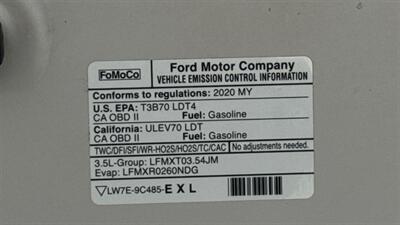 FoMoCo
Ford Motor Company
VEHICLE EMISSION CONTROL INFORMATION
Conforms to regulations: 2020 MY
U.S. EPA: T3B70 LDT4
CA OBD II Fuel: Gasoline
California: ULEV70 LDT
CA OBD II Fuel: Gasoline
TWC/DFI/SFI/WR-HO2S/HO2S/TC/CAC No adjustments needed.
3.5L-Group: LFMXT03.54JM
Evap: LFMXR0260NDG
▽LW7E-9C485-E X L